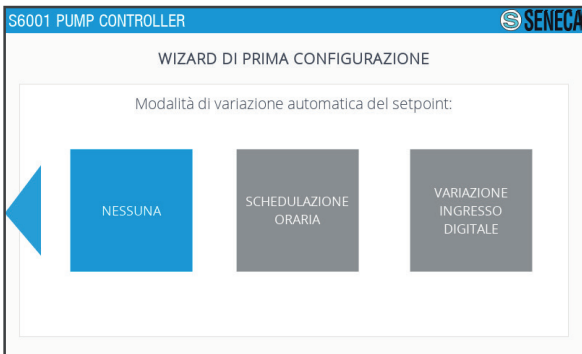 S6001 PUMP CONTROLLER
S SENECA
WIZARD DI PRIMA CONFIGURAZIONE
Modalità di variazione automatica del setpoint:
NESSUNA
SCHEDULAZIONE
ORARIA
VARIAZIONE
INGRESSO
DIGITALE